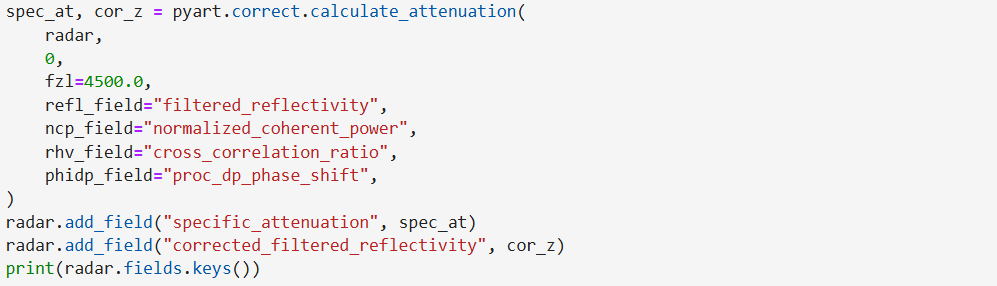 spec_at, cor_z = pyart.correct.calculate_attenuation(
    radar,
    0,
    fzl=4500.0,
    refl_field="filtered_reflectivity",
    ncp_field="normalized_coherent_power",
    rhv_field="cross_correlation_ratio",
    phidp_field="proc_dp_phase_shift",
)
radar.add_field("specific_attenuation", spec_at)
radar.add_field("corrected_filtered_reflectivity", cor_z)
print(radar.fields.keys())